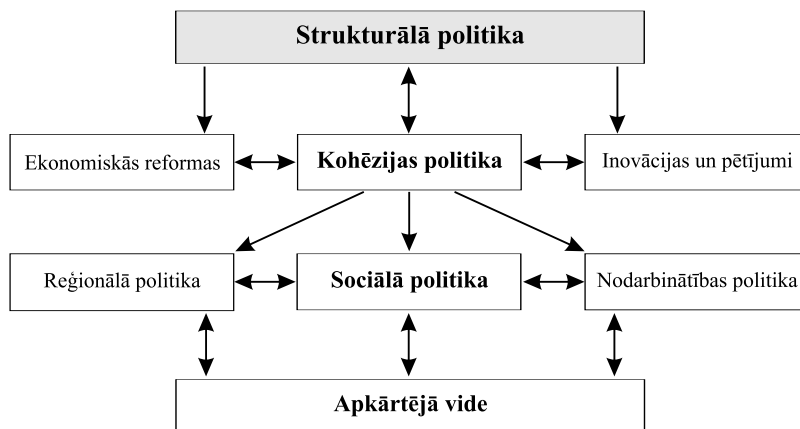 Strukturālā politika
Ekonomiskās reformas
Kohēzijas politika
Inovācijas un pētījumi
Reģionālā politika
Sociālā politika
Nodarbinātības politika
Apkārtējā vide